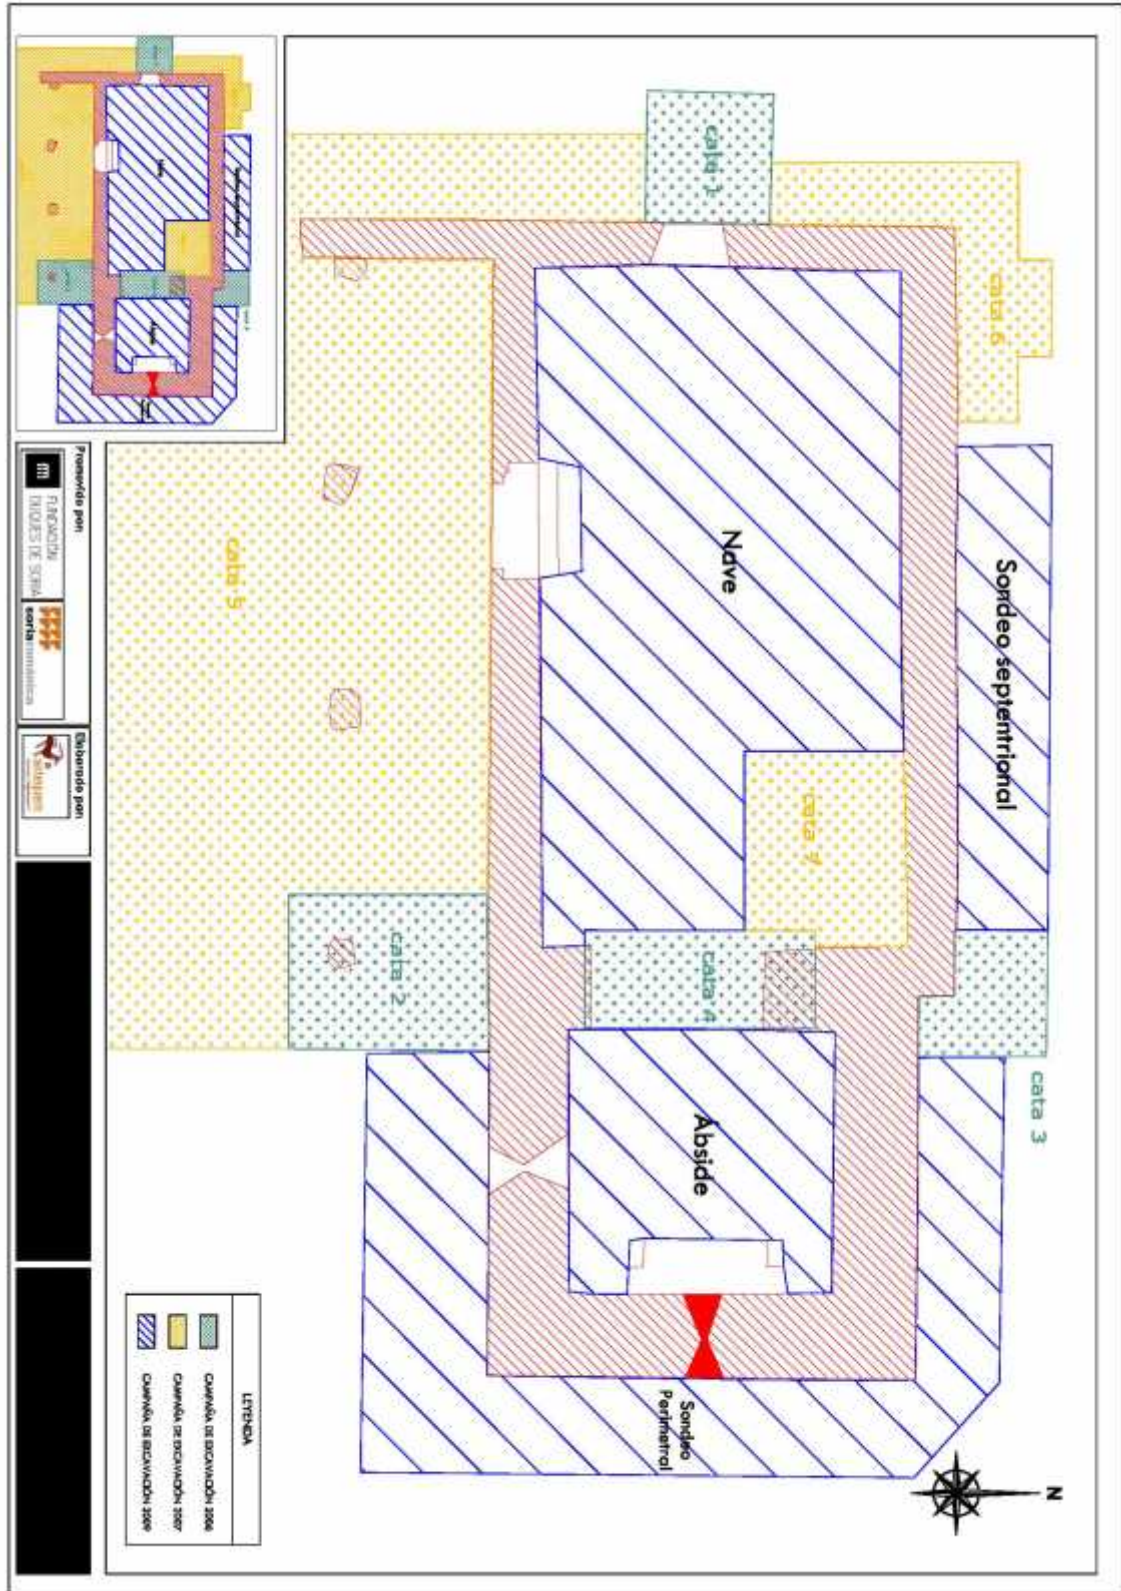 cata 1
cata 6
Nave
Sondeo septentrional
cata 5
cata 7
cata 2
cata 4
cata 3
Ábside
Sondeo
Perimetral
N
Promovido por:
FUNDACIÓN
DUQUES DE SORIA
soriarománica
Elaborado por:
LEYENDA
CAMPAÑA DE EXCAVACIÓN 2006
CAMPAÑA DE EXCAVACIÓN 2007
CAMPAÑA DE EXCAVACIÓN 2009